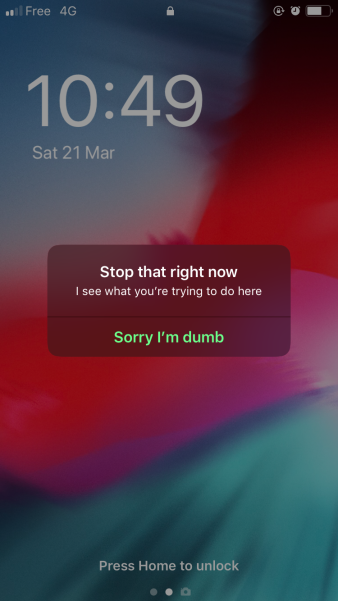 Free 4G
10:49
Sat 21 Mar
Stop that right now
I see what you’re trying to do here
Sorry I’m dumb
Press Home to unlock